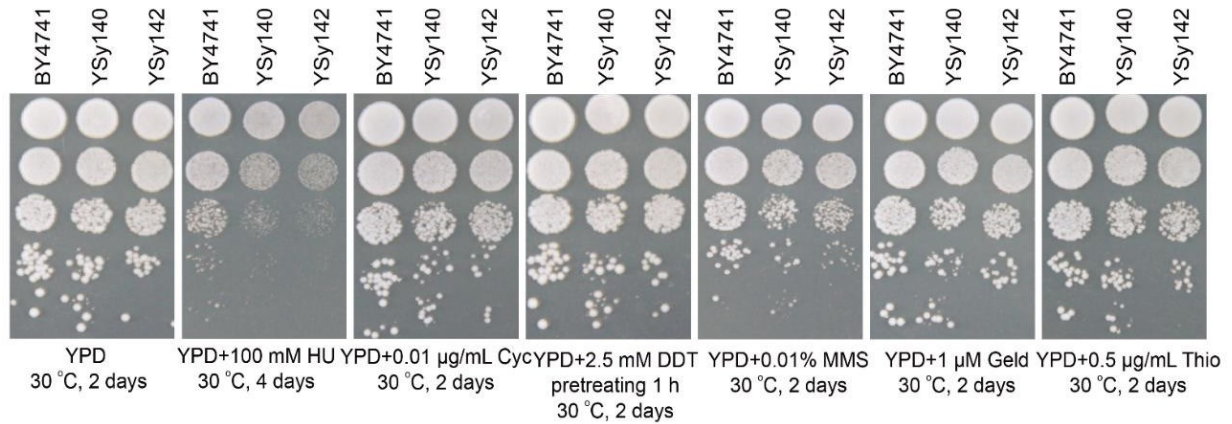 BY4741 YSy140 YSy142 BY4741 YSy140 YSy142 BY4741 YSy140 YSy142 BY4741 YSy140 YSy142 BY4741 YSy140 YSy142 BY4741 YSy140 YSy142 BY4741 YSy140 YSy142
YPD
30 °C, 2 days
YPD+100 mM HU
30 °C, 4 days
YPD+0.01 µg/mL Cyc
30 °C, 2 days
YPD+2.5 mM DDT
pretreating 1 h
30 °C, 2 days
YPD+0.01% MMS
30 °C, 2 days
YPD+1 µM Geld
30 °C, 2 days
YPD+0.5 µg/mL Thio
30 °C, 2 days